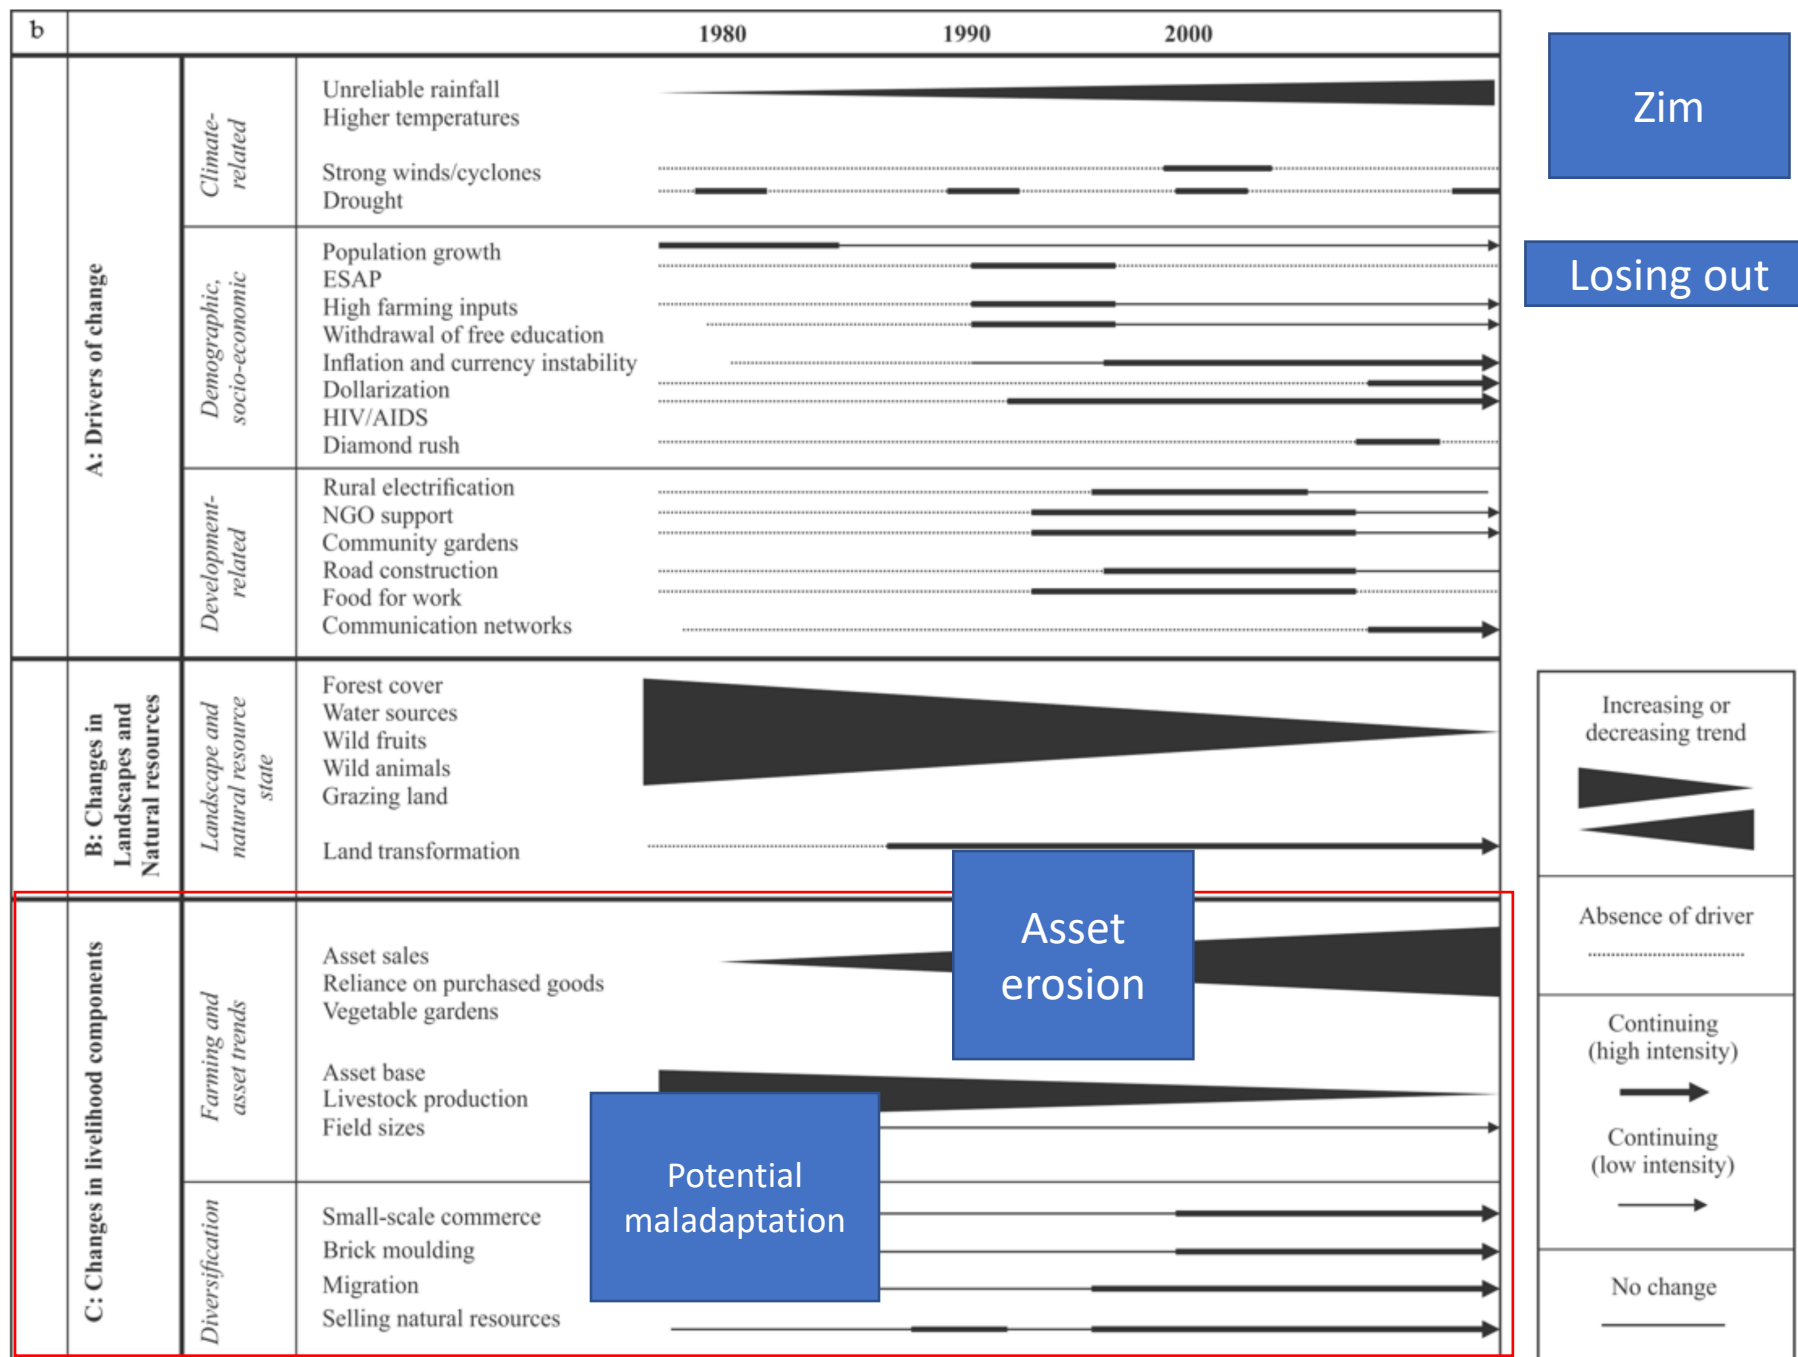 b
1980 1990 2000
Zim
Losing out
A: Drivers of change
Climate-
related
Unreliable rainfall
Higher temperatures
Strong winds/cyclones
Drought
Demographic,
socio-economic
Population growth
ESAP
High farming inputs
Withdrawal of free education
Inflation and currency instability
Dollarization
HIV/AIDS
Diamond rush
Development-
related
Rural electrification
NGO support
Community gardens
Road construction
Food for work
Communication networks
B: Changes in
Landscapes and
Natural resources
Landscape and
natural resource
state
Forest cover
Water sources
Wild fruits
Wild animals
Grazing land
Land transformation
C: Changes in livelihood components
Farming and
asset trends
Asset sales
Reliance on purchased goods
Vegetable gardens
Asset base
Livestock production
Field sizes
Asset
erosion
Potential
maladaptation
Diversification
Small-scale commerce
Brick moulding
Migration
Selling natural resources
Increasing or
decreasing trend
Absence of driver
Continuing
(high intensity)
Continuing
(low intensity)
No change